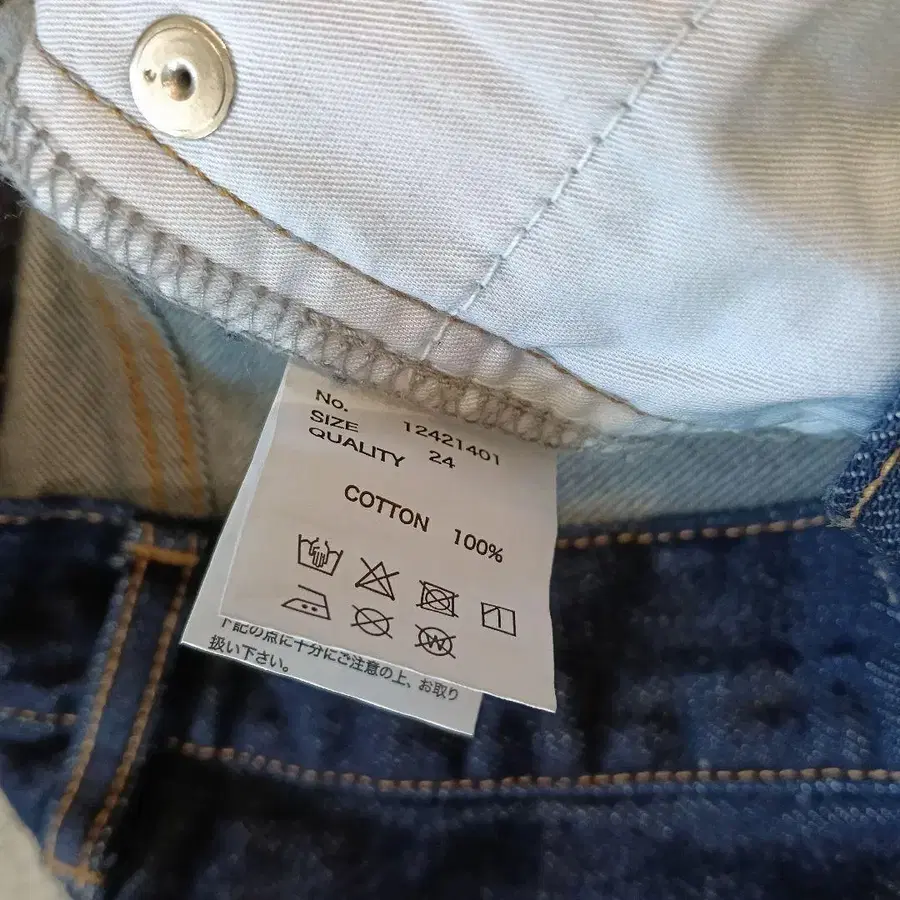 No. 12421401
SIZE 24
QUALITY
COTTON 100%
下記の点に十分にご注意の上、お取り
扱い下さい。